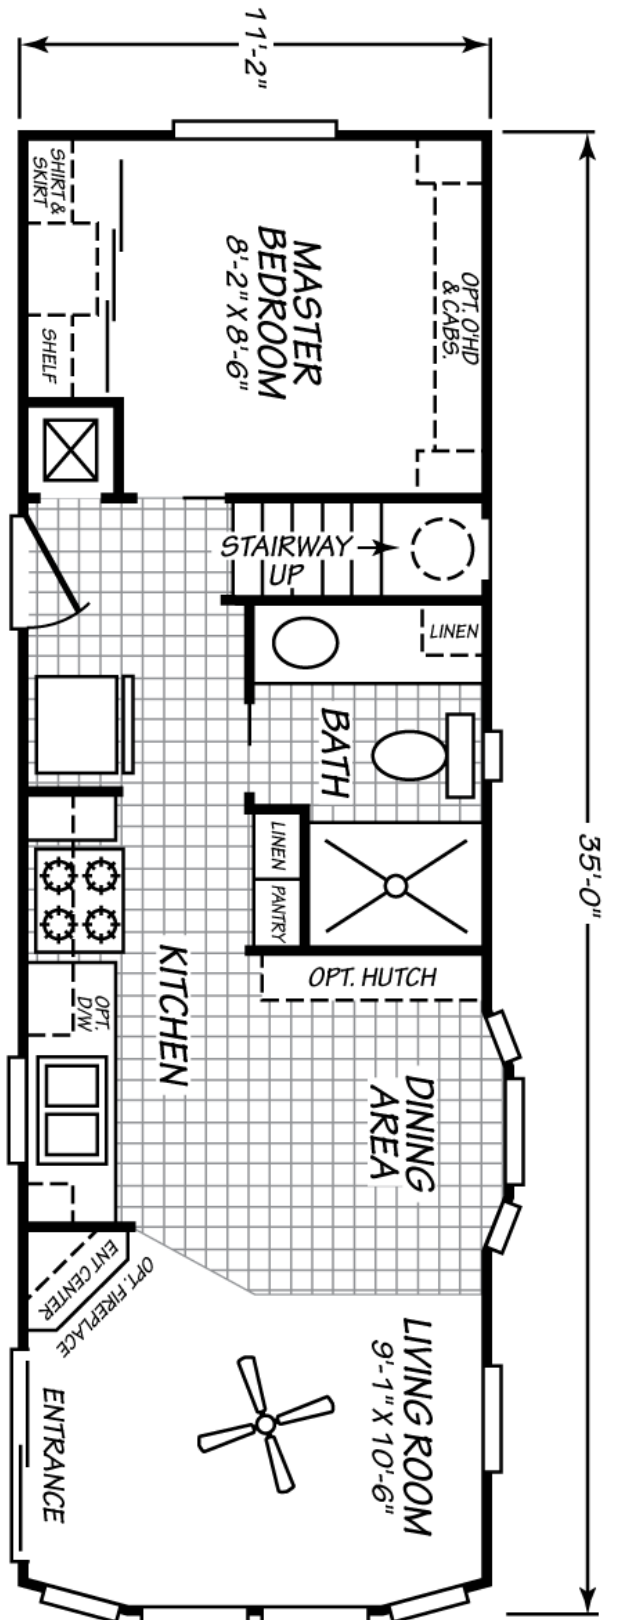 11'-2"
SHIRT &
SKIRT
SHELF
MASTER
BEDROOM
8'-2" X 8'-6"
OPT. O'HD
& CABS.
STAIRWAY
UP
LINEN
BATH
LINEN
PANTRY
35'-0"
OPT. HUTCH
KITCHEN
OPT.
D/W
DINING
AREA
ENT CENTER
OPT. FIREPLACE
LIVING ROOM
9'-1" X 10'-6"
ENTRANCE